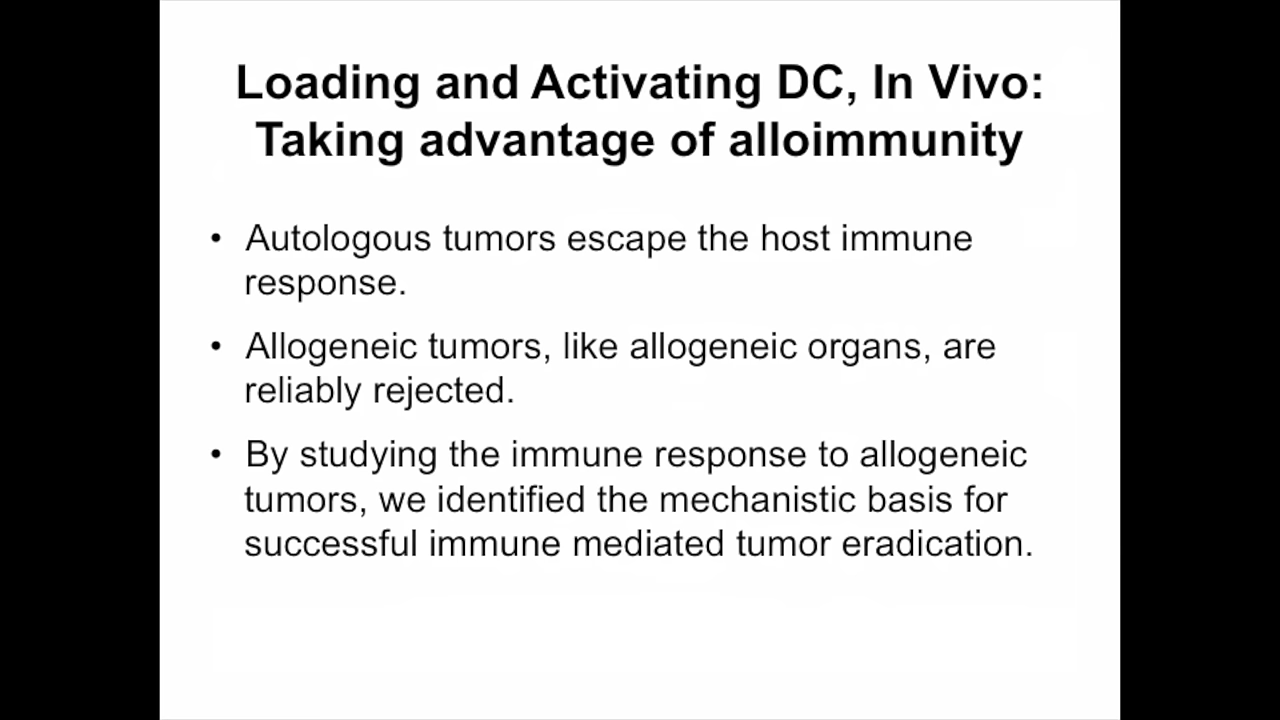 Loading and Activating DC, In Vivo:
Taking advantage of alloimmunity
• Autologous tumors escape the host immune
response.
• Allogeneic tumors, like allogeneic organs, are
reliably rejected.
• By studying the immune response to allogeneic
tumors, we identified the mechanistic basis for
successful immune mediated tumor eradication.